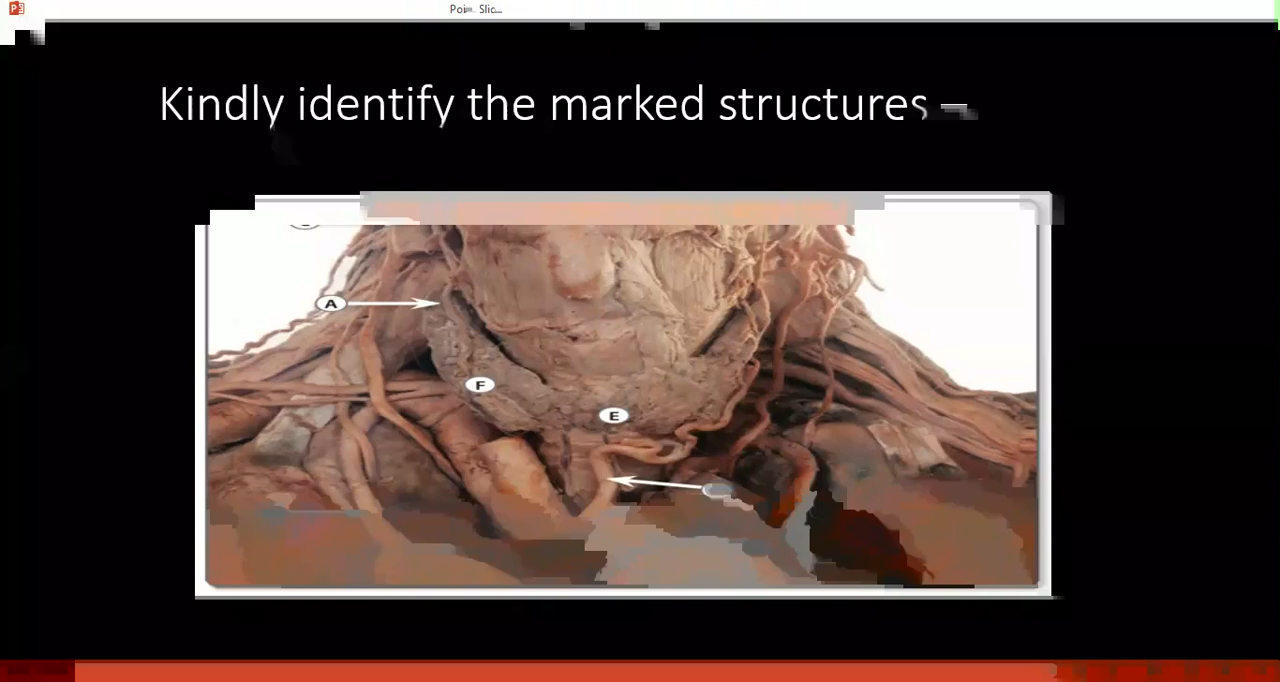 Kindly identify the marked structures –
A
F
E